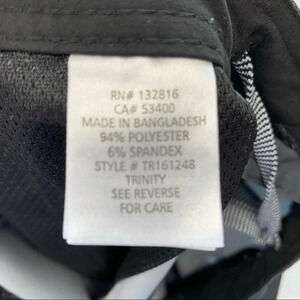 RN# 132816
CA# 53400
MADE IN BANGLADESH
94% POLYESTER
6% SPANDEX
STYLE # TR161248
TRINITY
SEE REVERSE
FOR CARE